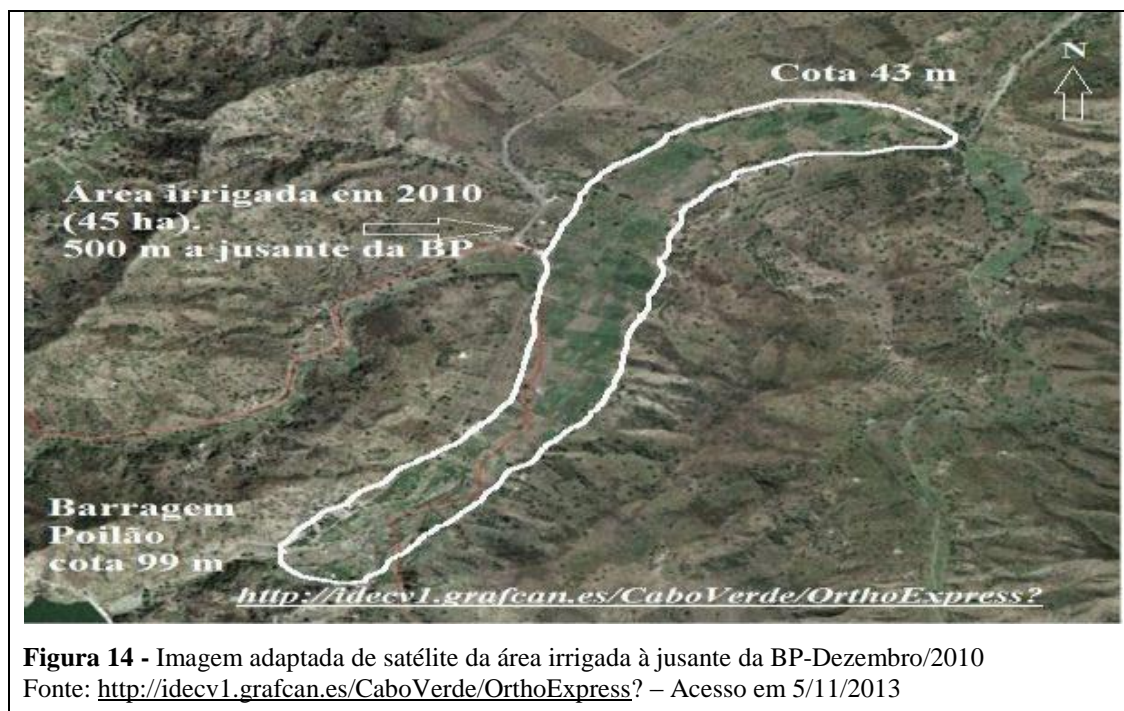 Cota 43 m
N
Área irrigada em 2010
(45 ha).
500 m a jusante da BP
Barragem
Poilão
cota 99 m
http://idecv1.grafcan.es/CaboVerde/OrthoExpress?
Figura 14 - Imagem adaptada de satélite da área irrigada à jusante da BP-Dezembro/2010
Fonte: http://idecv1.grafcan.es/CaboVerde/OrthoExpress? – Acesso em 5/11/2013